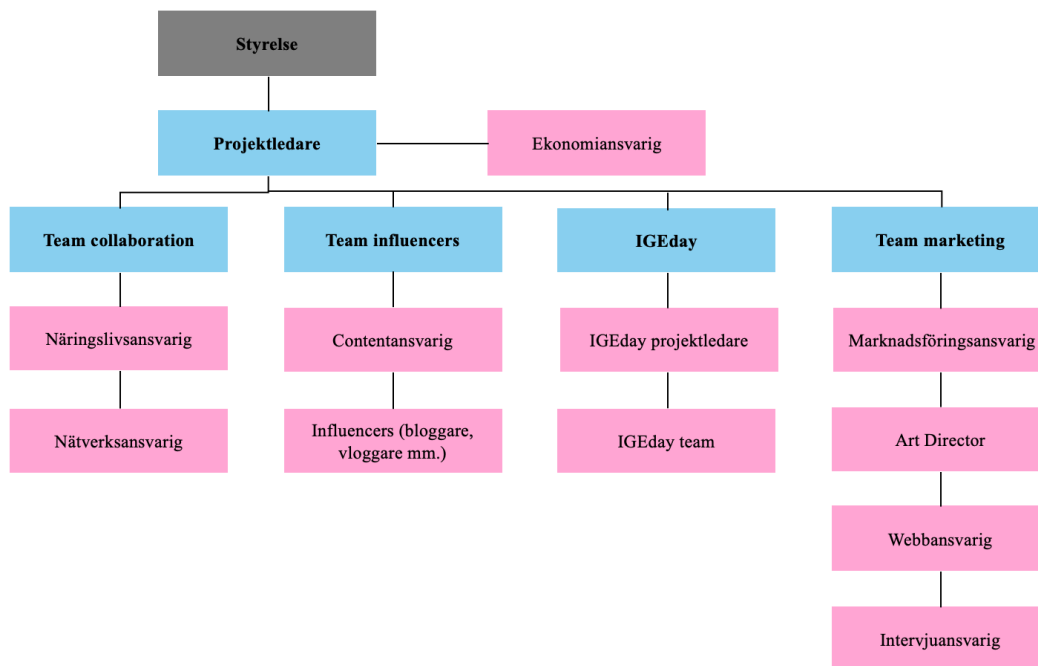 Styrelse
Projektledare
Ekonomiansvarig
Team collaboration
Team influencers
IGEday
Team marketing
Näringslivsansvarig
Contentansvarig
IGEday projektledare
Marknadsföringsansvarig
Nätverksansvarig
Influencers (bloggare,
vloggare mm.)
IGEday team
Art Director
Webbansvarig
Intervjuansvarig